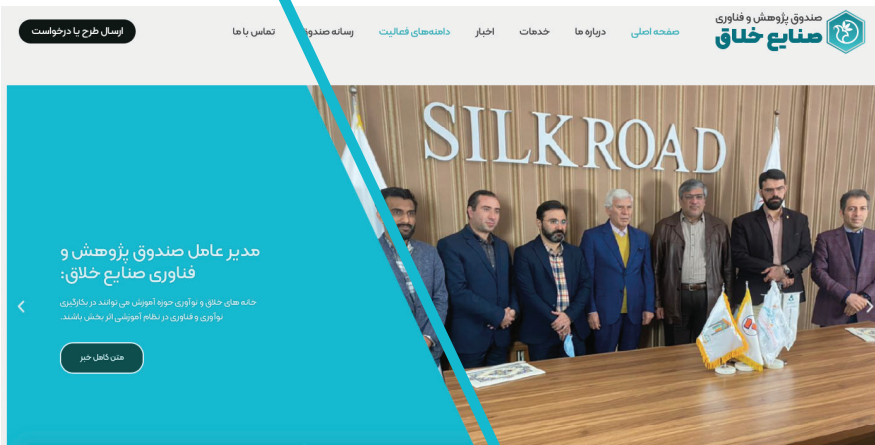 صندوق پژوهش و فناوری
صنایع خلاق
صفحه اصلی
درباره ما
خدمات
اخبار
دامنه‌های فعالیت
رسانه صندوق
تماس با ما
ارسال طرح یا درخواست
SILKROAD
مدیر عامل صندوق پژوهش و
فناوری صنایع خلاق:
خانه های خلاق و نوآوری حوزه آموزش می توانند در بکارگیری
نوآوری و فناوری در نظام آموزشی اثر بخش باشند.
متن کامل خبر